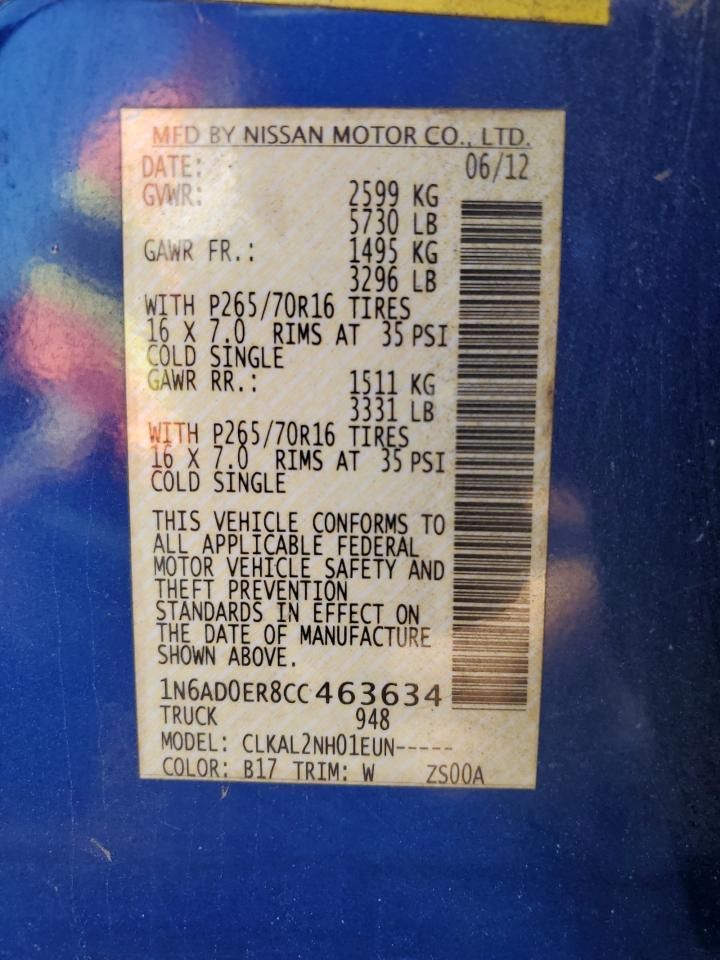 MFD BY NISSAN MOTOR CO., LTD.
DATE: 06/12
GVWR: 2599 KG
5730 LB
GAWR FR.: 1495 KG
3296 LB
WITH P265/70R16 TIRES
16 X 7.0 RIMS AT 35 PSI
COLD SINGLE
GAWR RR.: 1511 KG
3331 LB
WITH P265/70R16 TIRES
16 X 7.0 RIMS AT 35 PSI
COLD SINGLE
THIS VEHICLE CONFORMS TO
ALL APPLICABLE FEDERAL
MOTOR VEHICLE SAFETY AND
THEFT PREVENTION
STANDARDS IN EFFECT ON
THE DATE OF MANUFACTURE
SHOWN ABOVE.
1N6AD0ER8CC463634
TRUCK 948
MODEL: CLKAL2NH01EUN-----
COLOR: B17 TRIM: W ZS00A